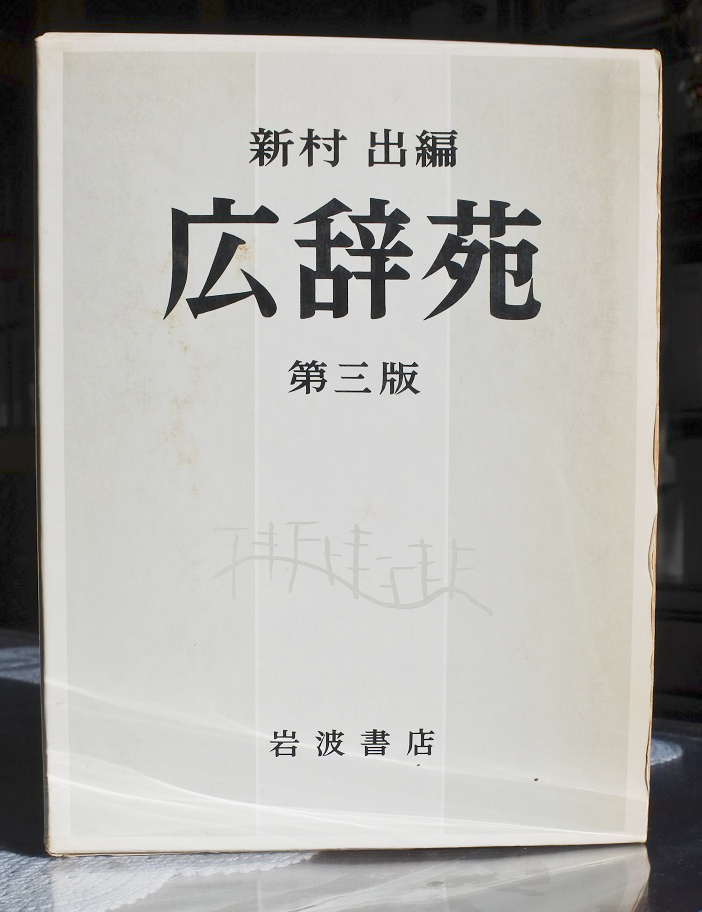 新村 出編
広辞苑
第三版
岩波書店